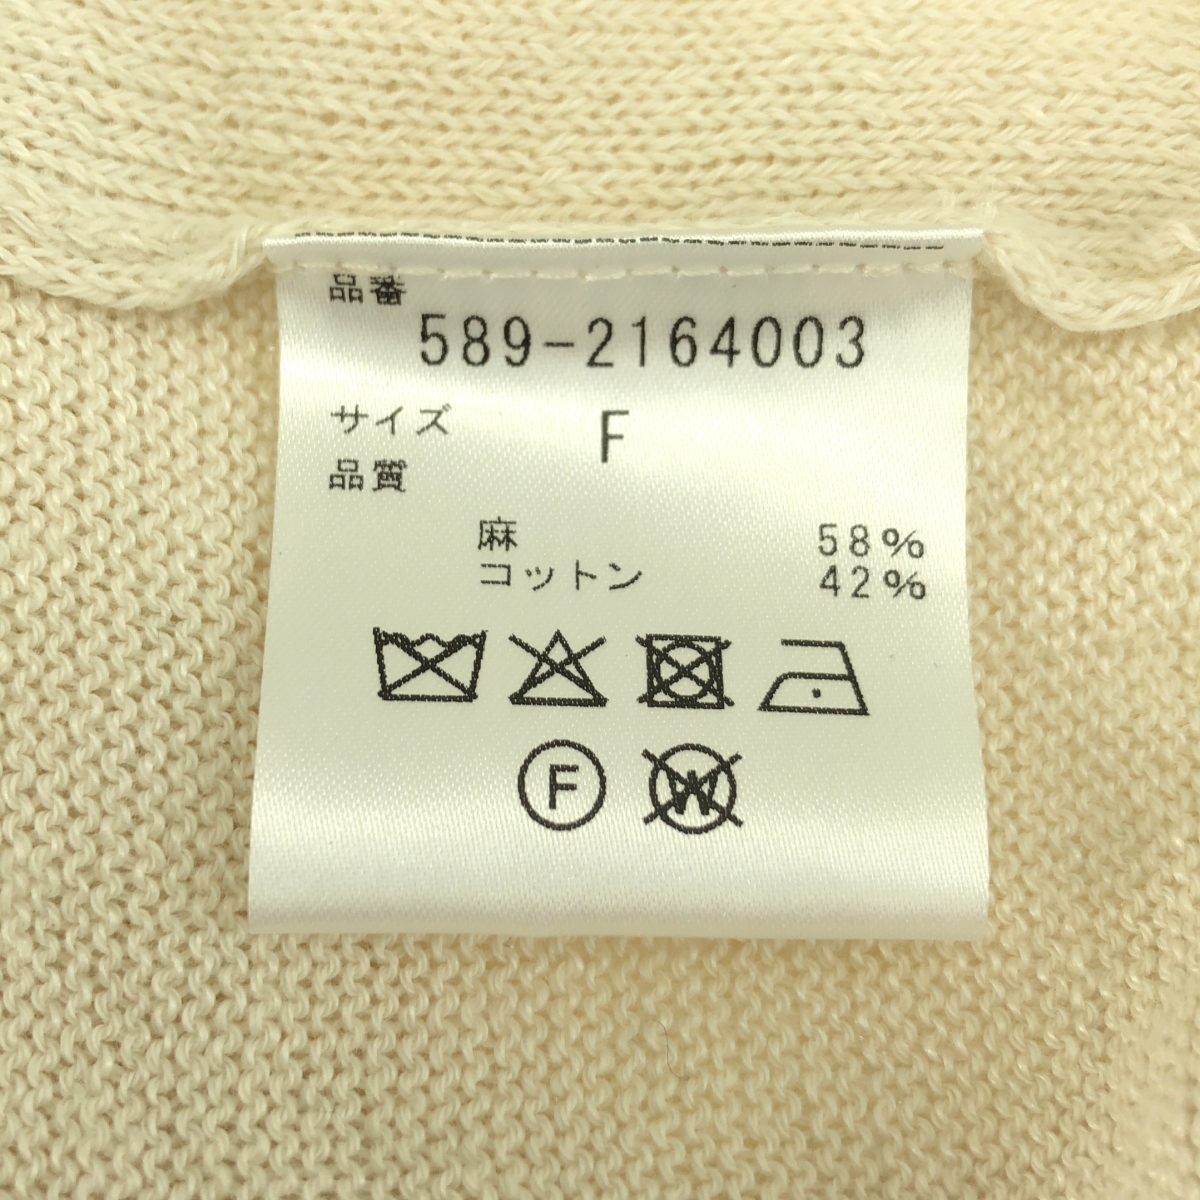 品番
589-2164003
サイズ F
品質
麻 58%
コットン 42%
F W